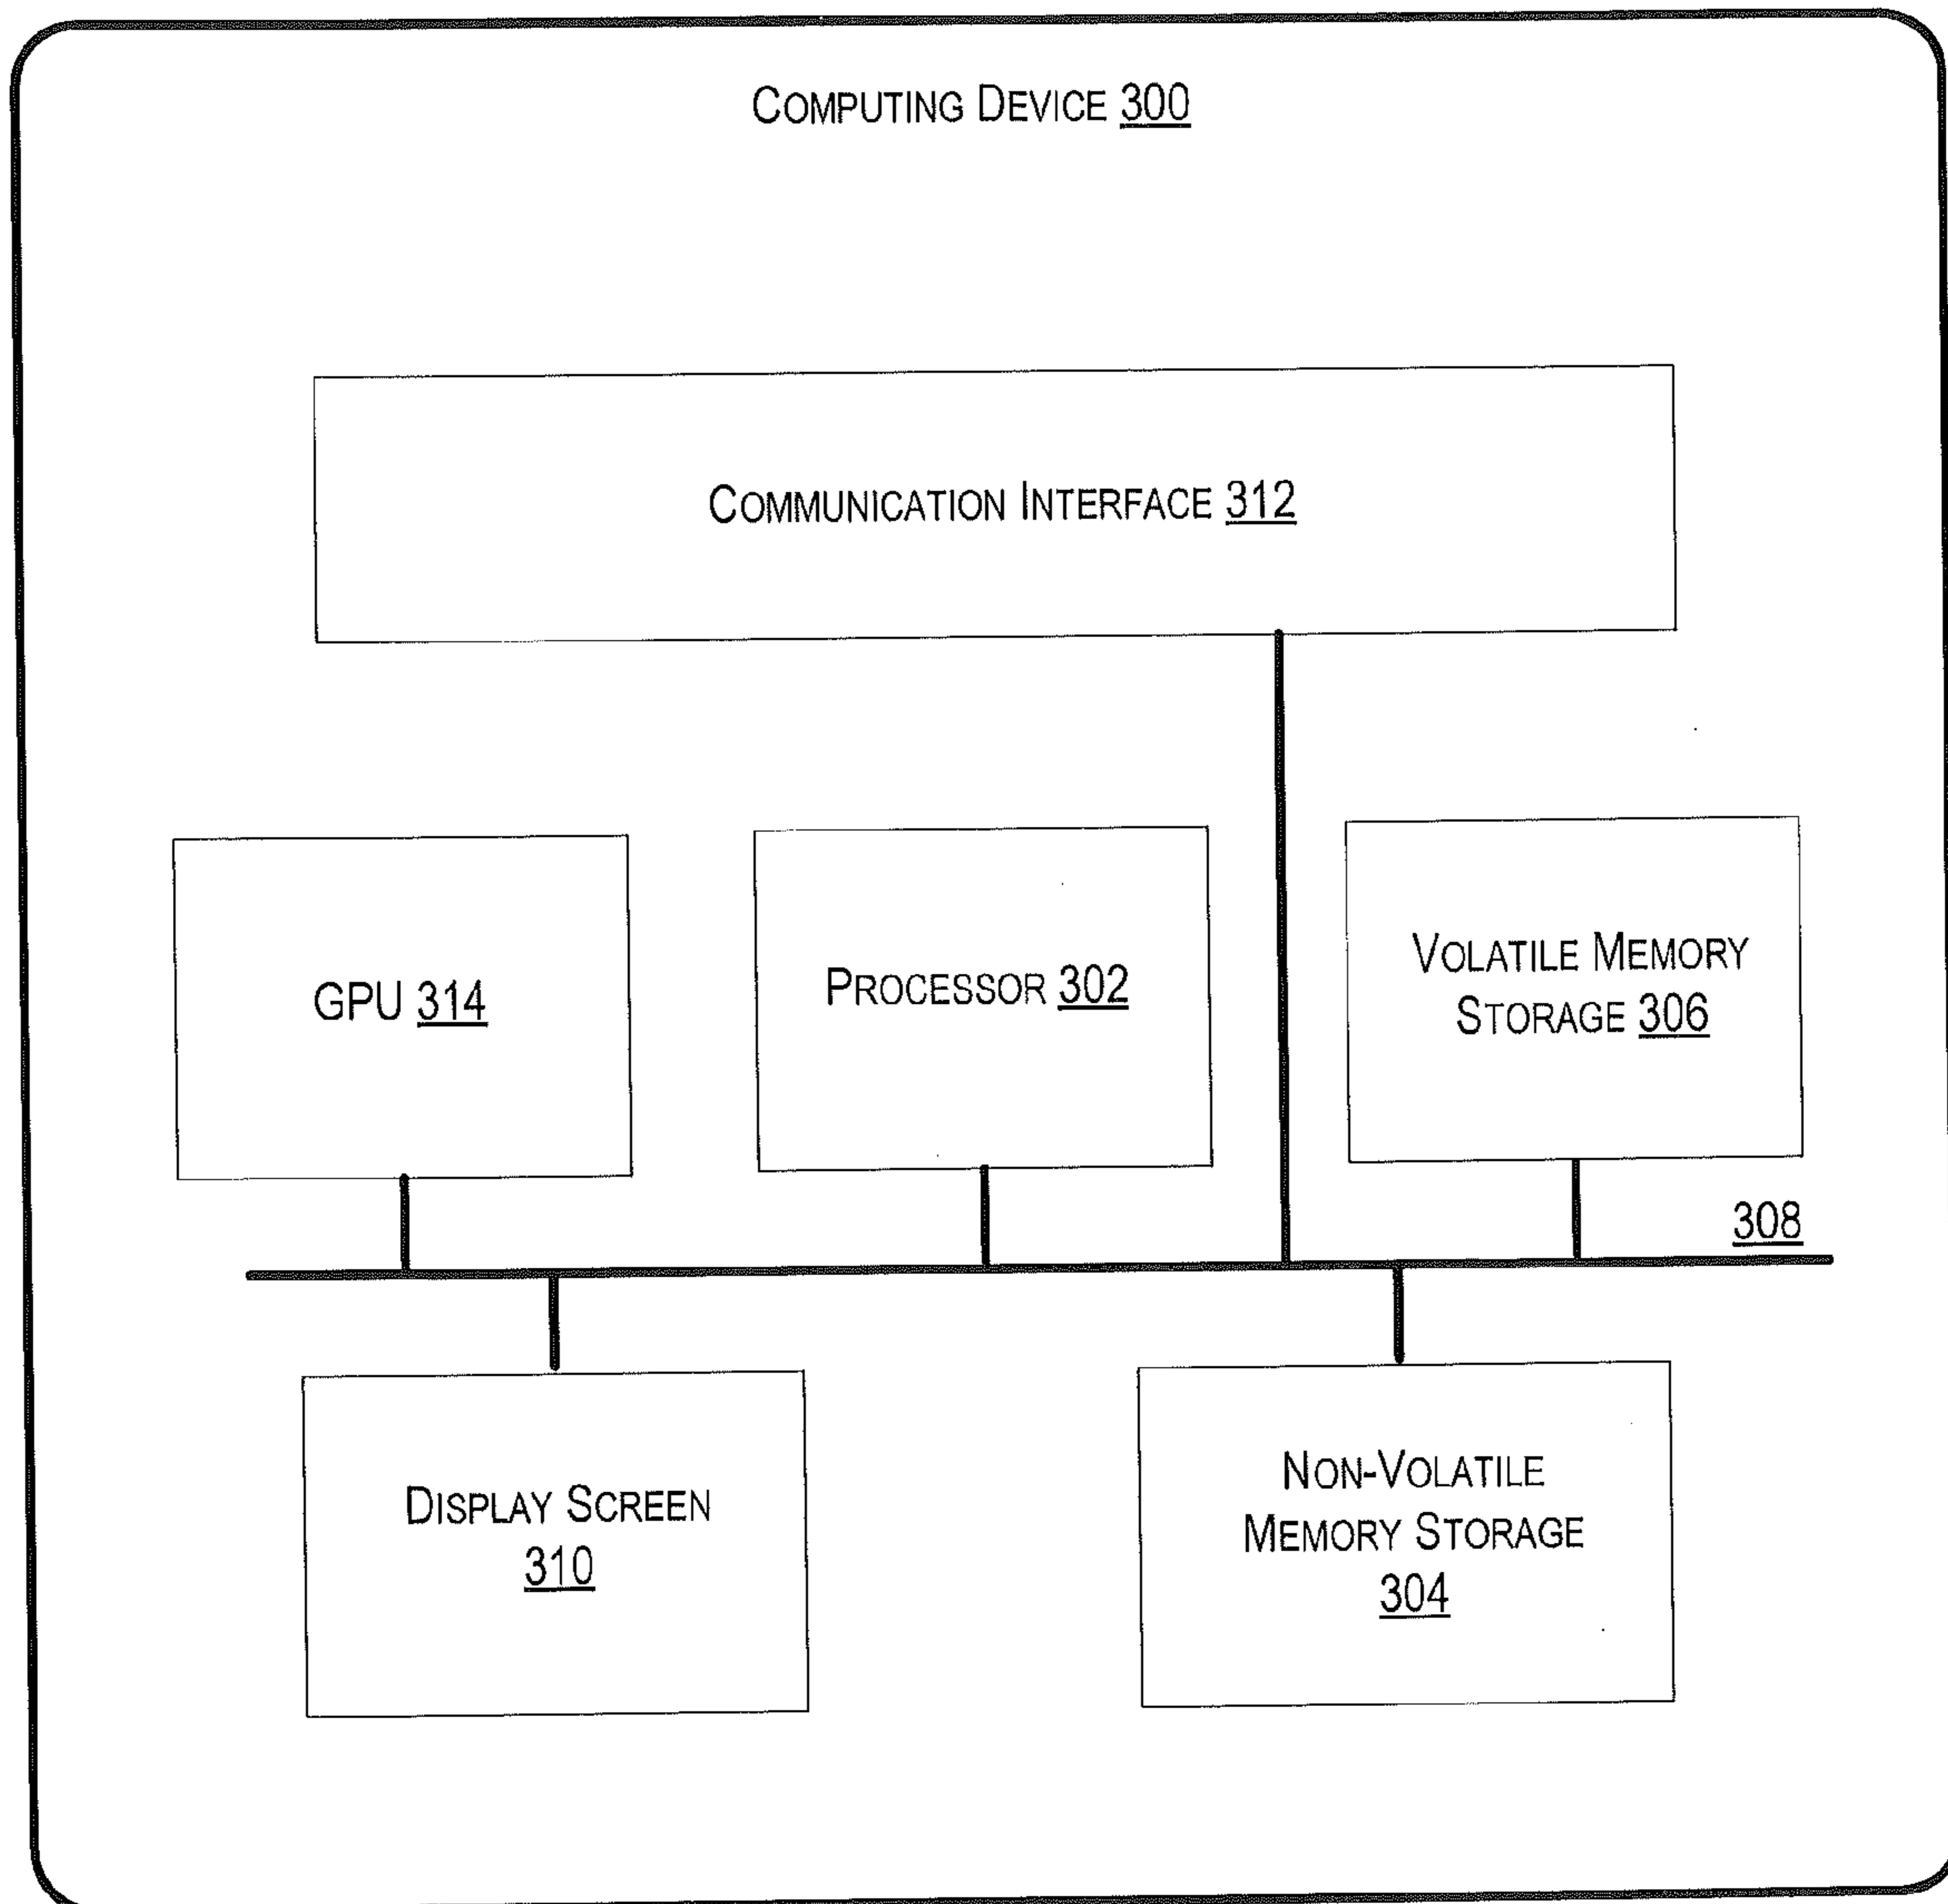 COMPUTING DEVICE 300
COMMUNICATION INTERFACE 312
GPU 314
PROCESSOR 302
VOLATILE MEMORY
STORAGE 306
308
DISPLAY SCREEN
310
NON-VOLATILE
MEMORY STORAGE
304